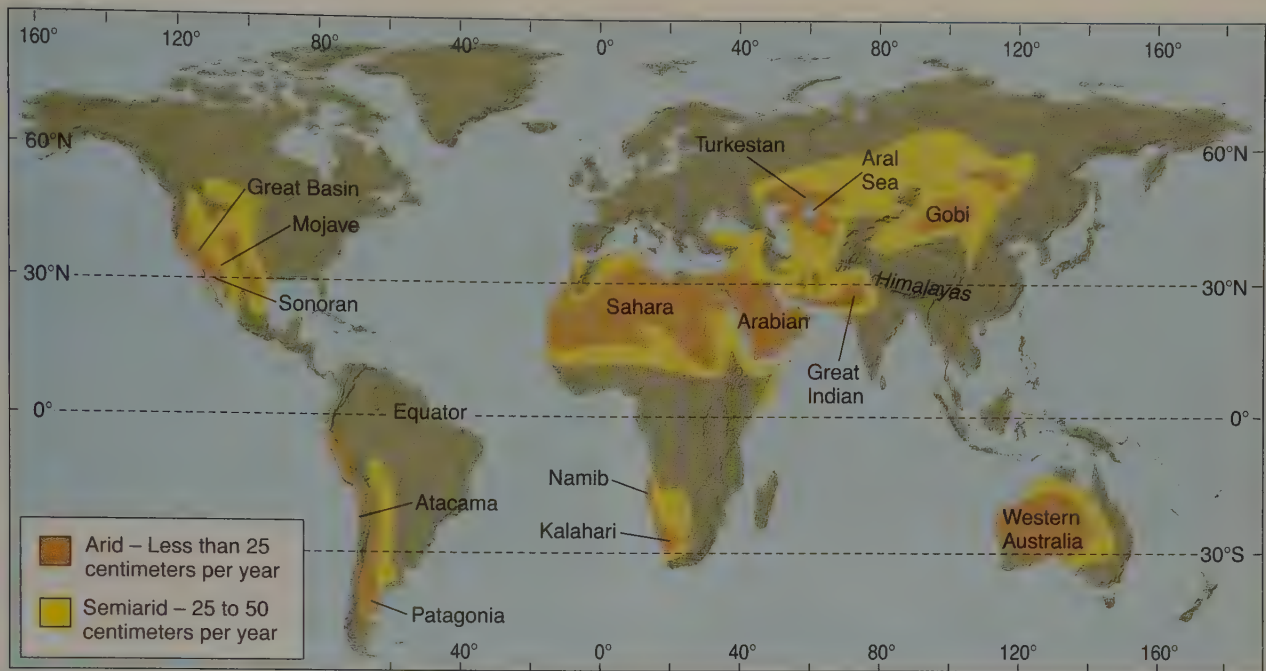 160°
120°
80°
40°
0°
40°
80°
120°
160°
60°N
60°N
Turkestan
Aral
Sea
Great Basin
Mojave
Gobi
30°N
30°N
Sonoran
Sahara
Arabian
Himalayas
Great
Indian
0°
Equator
0°
Namib
Atacama
Kalahari
Western
Australia
30°S
Patagonia
Arid – Less than 25
centimeters per year
Semiarid – 25 to 50
centimeters per year
40°
0°
40°
80°
120°
160°